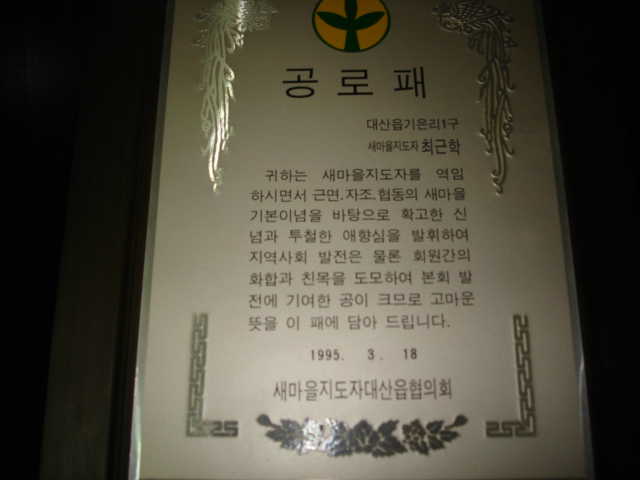 공로패
대산읍기은리1구
새마을지도자 최근학
귀하는 새마을지도자를 역임
하시면서 근면.자조.협동의 새마을
기본이념을 바탕으로 확고한 신
념과 투철한 애향심을 발휘하여
지역사회 발전은 물론 회원간의
화합과 친목을 도모하여 본회 발
전에 기여한 공이 크므로 고마운
뜻을 이 패에 담아 드립니다.
1995. 3. 18
새마을지도자대산읍협의회